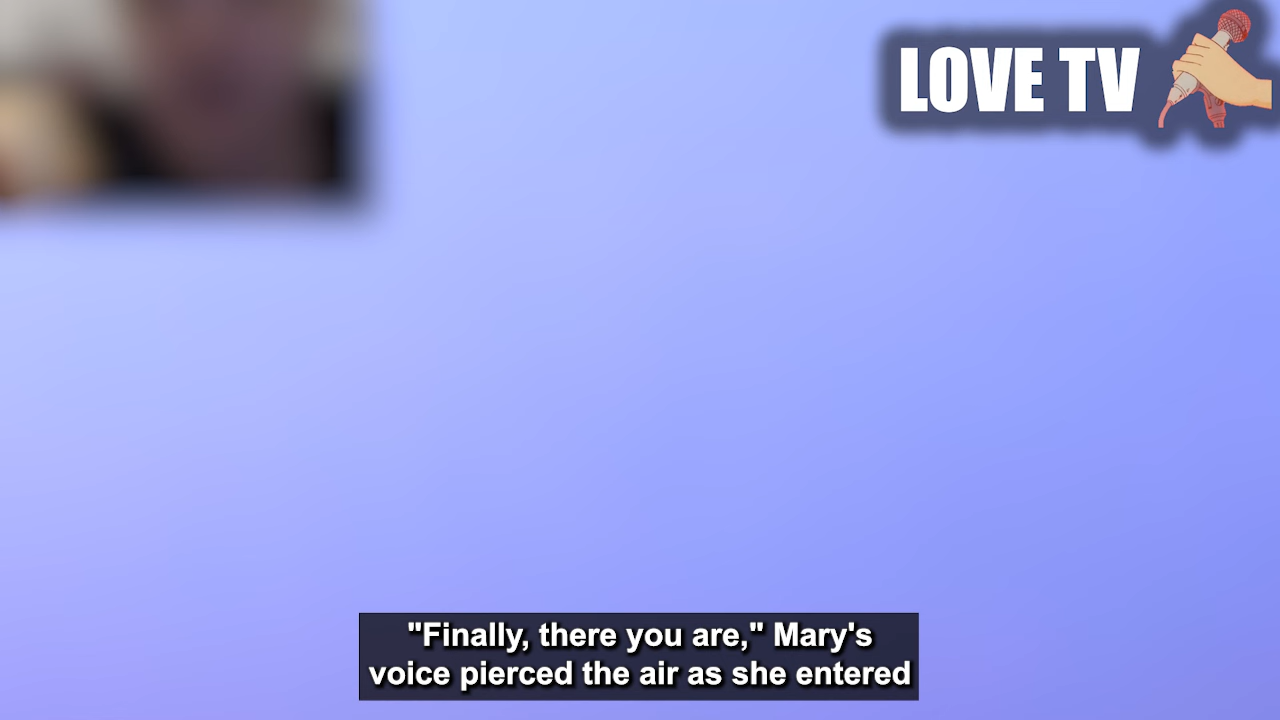 LOVE TV
"Finally, there you are," Mary's
voice pierced the air as she entered